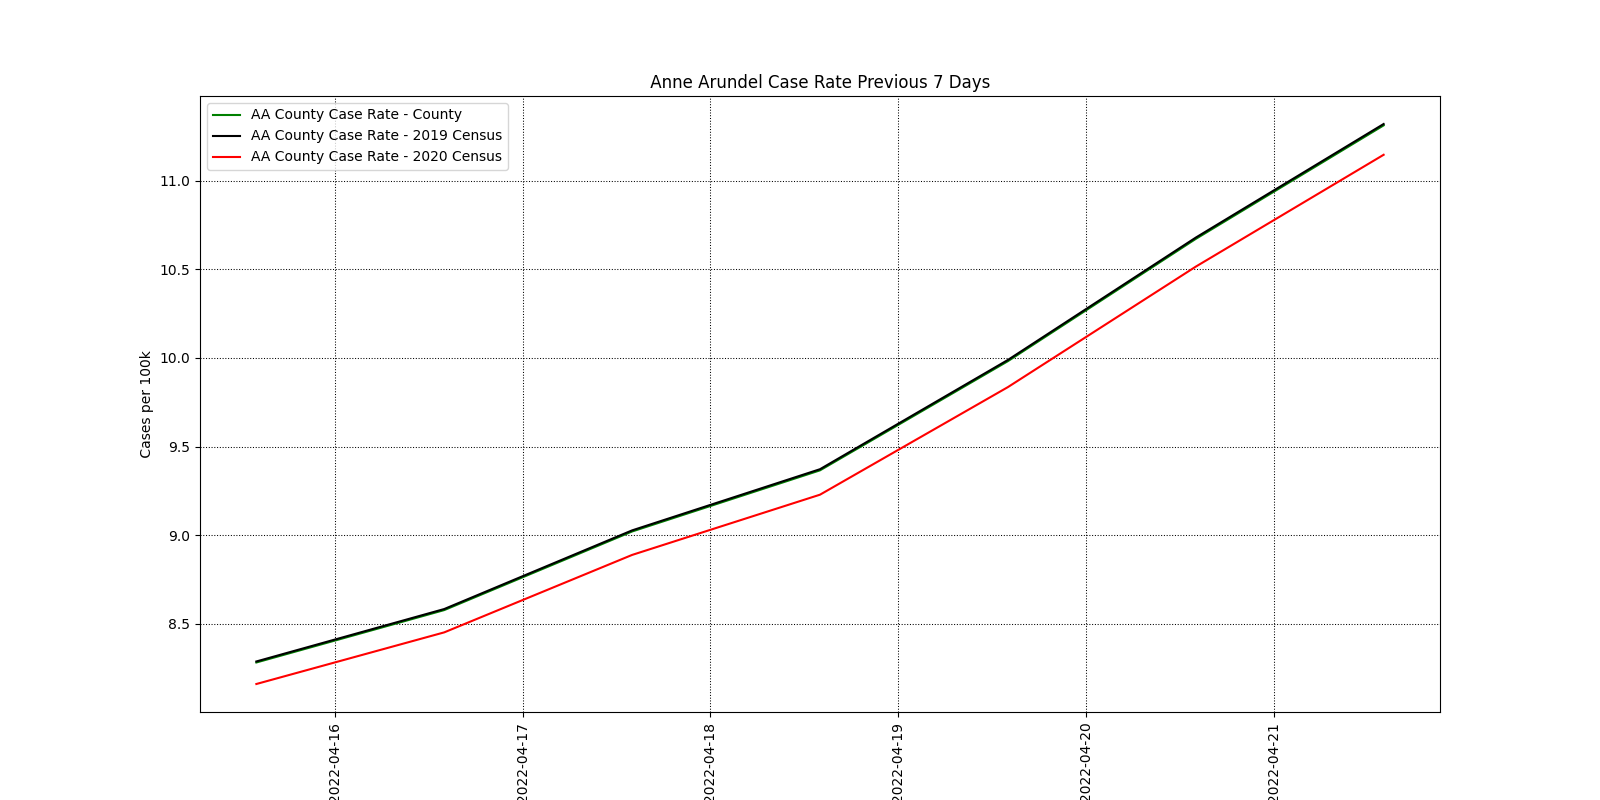 Anne Arundel Case Rate Previous 7 Days
AA County Case Rate - County
AA County Case Rate - 2019 Census
AA County Case Rate - 2020 Census
11.0
10.5
10.0
9.5
9.0
8.5
Cases per 100k
2022-04-16
2022-04-17
2022-04-18
2022-04-19
2022-04-20
2022-04-21